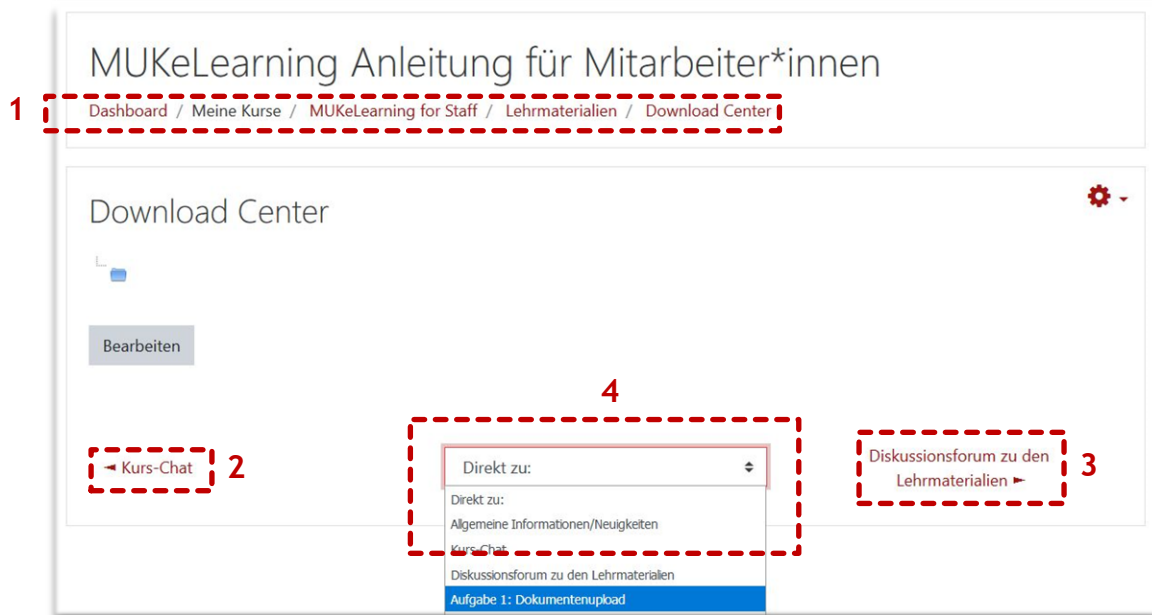 MUKeLearning Anleitung für Mitarbeiter*innen
1
Dashboard / Meine Kurse / MUKeLearning for Staff / Lehrmaterialien / Download Center
Download Center
Bearbeiten
4
◄ Kurs-Chat
2
Direkt zu:
Diskussionsforum zu den
Lehrmaterialien ►
3
Direkt zu:
Allgemeine Informationen/Neuigkeiten
Kurs-Chat
Diskussionsforum zu den Lehrmaterialien
Aufgabe 1: Dokumentenupload